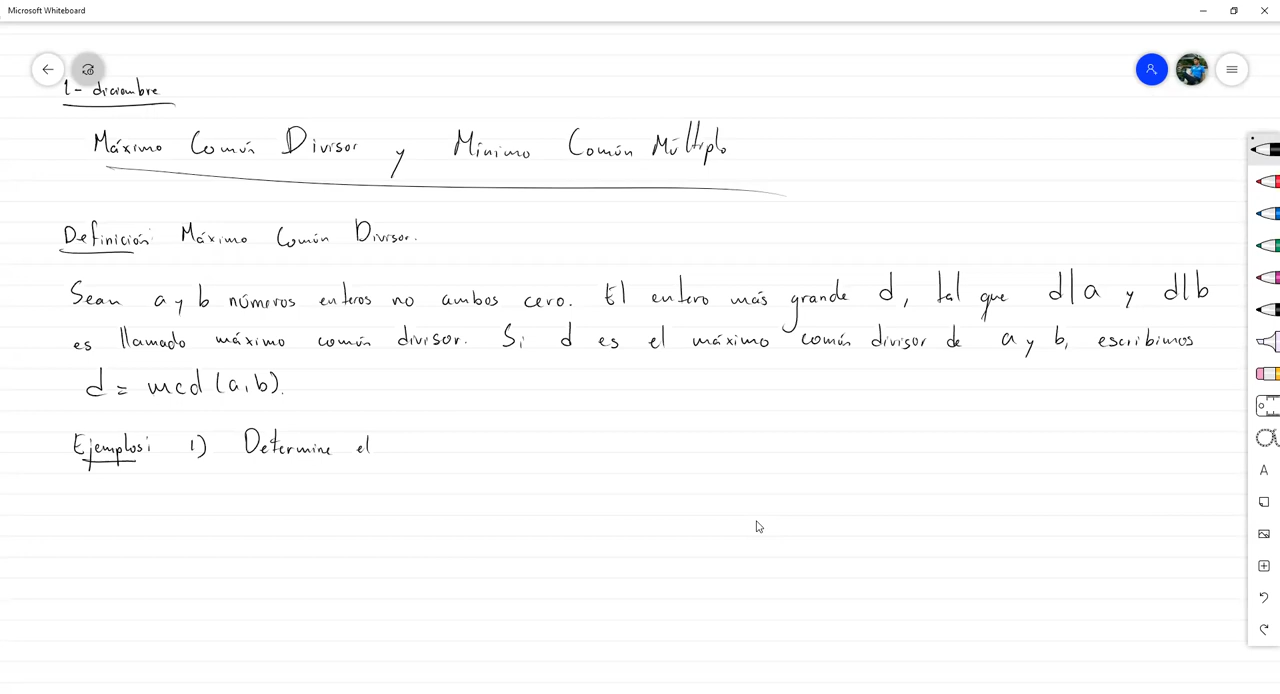 Microsoft Whiteboard
1- diciembre
Máximo Común Divisor y Mínimo Común Múltiplo
Definición: Máximo Común Divisor.
Sean a y b números enteros no ambos cero. El entero más grande d, tal que d|a y d|b
es llamado máximo común divisor. Si d es el máximo común divisor de a y b, escribimos
d = mcd (a,b).
Ejemplos: 1) Determine el
A